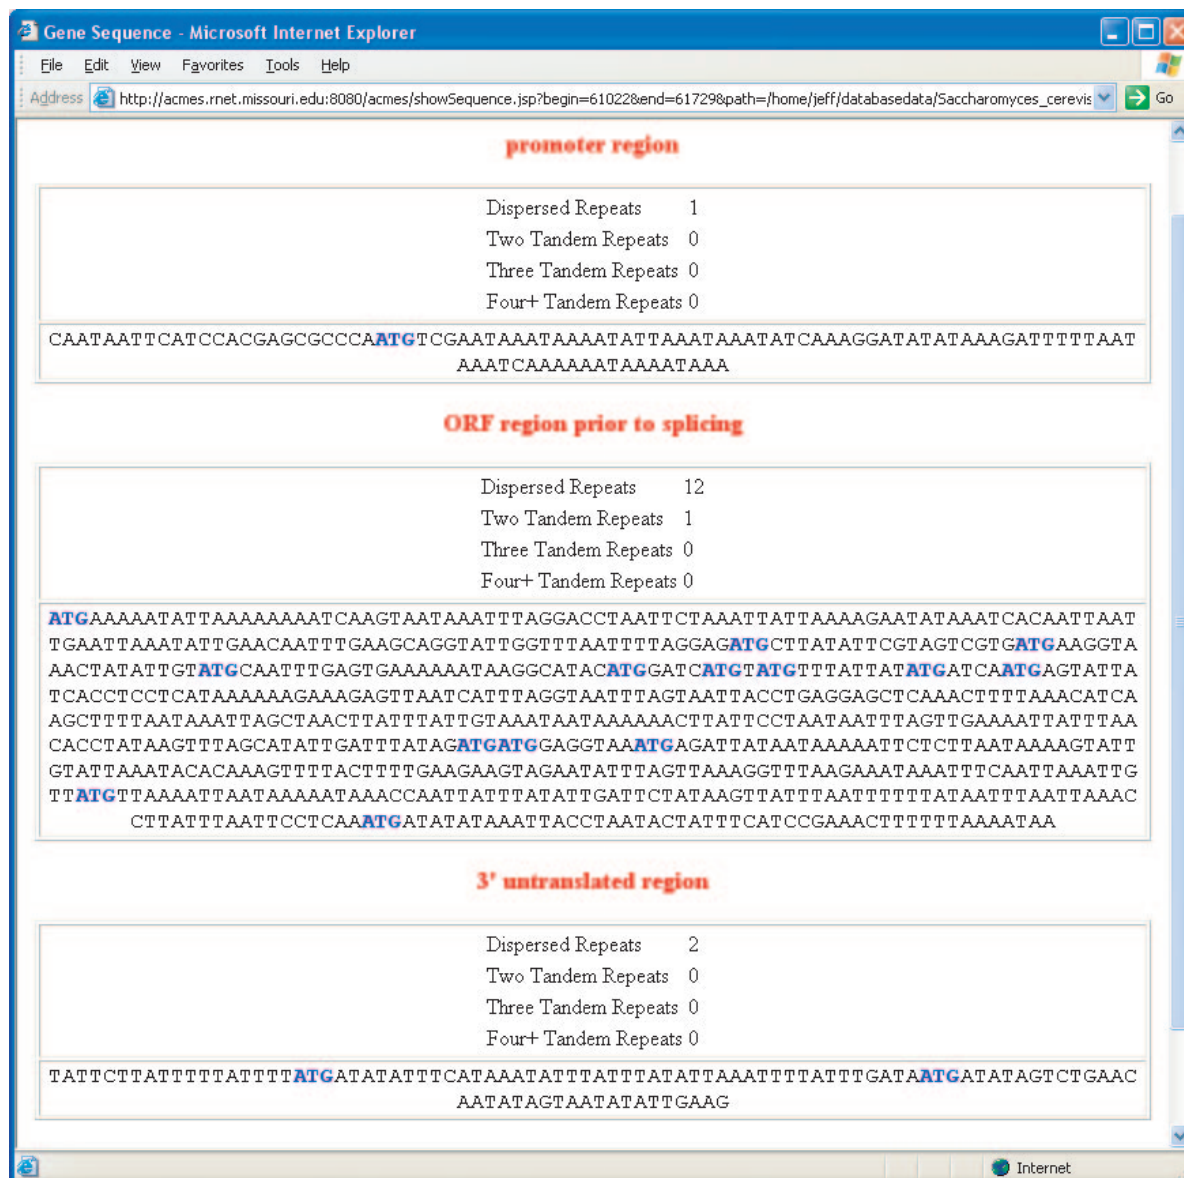 Gene Sequence - Microsoft Internet Explorer
File Edit View Favorites Tools Help
Address http://acmes.rnet.missouri.edu:8080/acmes/showSequence.jsp?begin=61022&end=61729&path=/home/jeff/databasedata/Saccharomyces_cerevis Go
promoter region
Dispersed Repeats 1
Two Tandem Repeats 0
Three Tandem Repeats 0
Four+ Tandem Repeats 0
CAATAATTCATCCACGAGCGCCCAATGTCGAATAAATAAAATATTAAATAAATATCAAAGGATATATAAAGATTTTTAAT
AAATCAAAAAATAAAATAAA
ORF region prior to splicing
Dispersed Repeats 12
Two Tandem Repeats 1
Three Tandem Repeats 0
Four+ Tandem Repeats 0
ATGAAAAATATTAAAAAAAATCAAGTAATAAATTTAGGACCTAATTCTAAATTATTAAAAGAATATAAATCACAATTAAT
TGAATTAAATATTGAACAATTTGAAGCAGGTATTGGTTTAATTTTAGGAGATGCTTATATTCGTAGTCGTGATGAAGGTA
AACTATATTGTATGCAATTTGAGTGAAAAAATAAGGCATACATGGATCATGTATGTTTATTATATGATCAATGAGTATTA
TCACCTCCTCATAAAAAAGAAAGAGTTAATCATTTAGGTAATTTAGTAATTACCTGAGGAGCTCAAACTTTTAAACATCA
AGCTTTTAATAAATTAGCTAACTTATTTATTGTAAATAATAAAAAACTTATTCCTAATAATTTAGTTGAAAATTATTTAA
CACCTATAAGTTTAGCATATTGATTTATAGATGATGGAGGTAAATGAGATTATAATAAAAATTCTCTTAATAAAAGTATT
GTATTAAATACACAAAGTTTTACTTTTGAAGAAGTAGAATATTTAGTTAAAGGTTTAAGAAATAAATTTCAATTAAATTG
TTATGTTAAAATTAATAAAAATAAACCAATTATTTATATTGATTCTATAAGTTATTTAATTTTTTATAATTTAATTAAAC
CTTATTTAATTCCTCAAATGATATATAAATTACCTAATACTATTTCATCCGAAACTTTTTTAAAATAA
3' untranslated region
Dispersed Repeats 2
Two Tandem Repeats 0
Three Tandem Repeats 0
Four+ Tandem Repeats 0
TATTCTTATTTTTATTTTATGATATATTTCATAAATATTTATTTATATTAAATTTTATTTGATAATGATATAGTCTGAAC
AATATAGTAATATATTGAAG
Internet